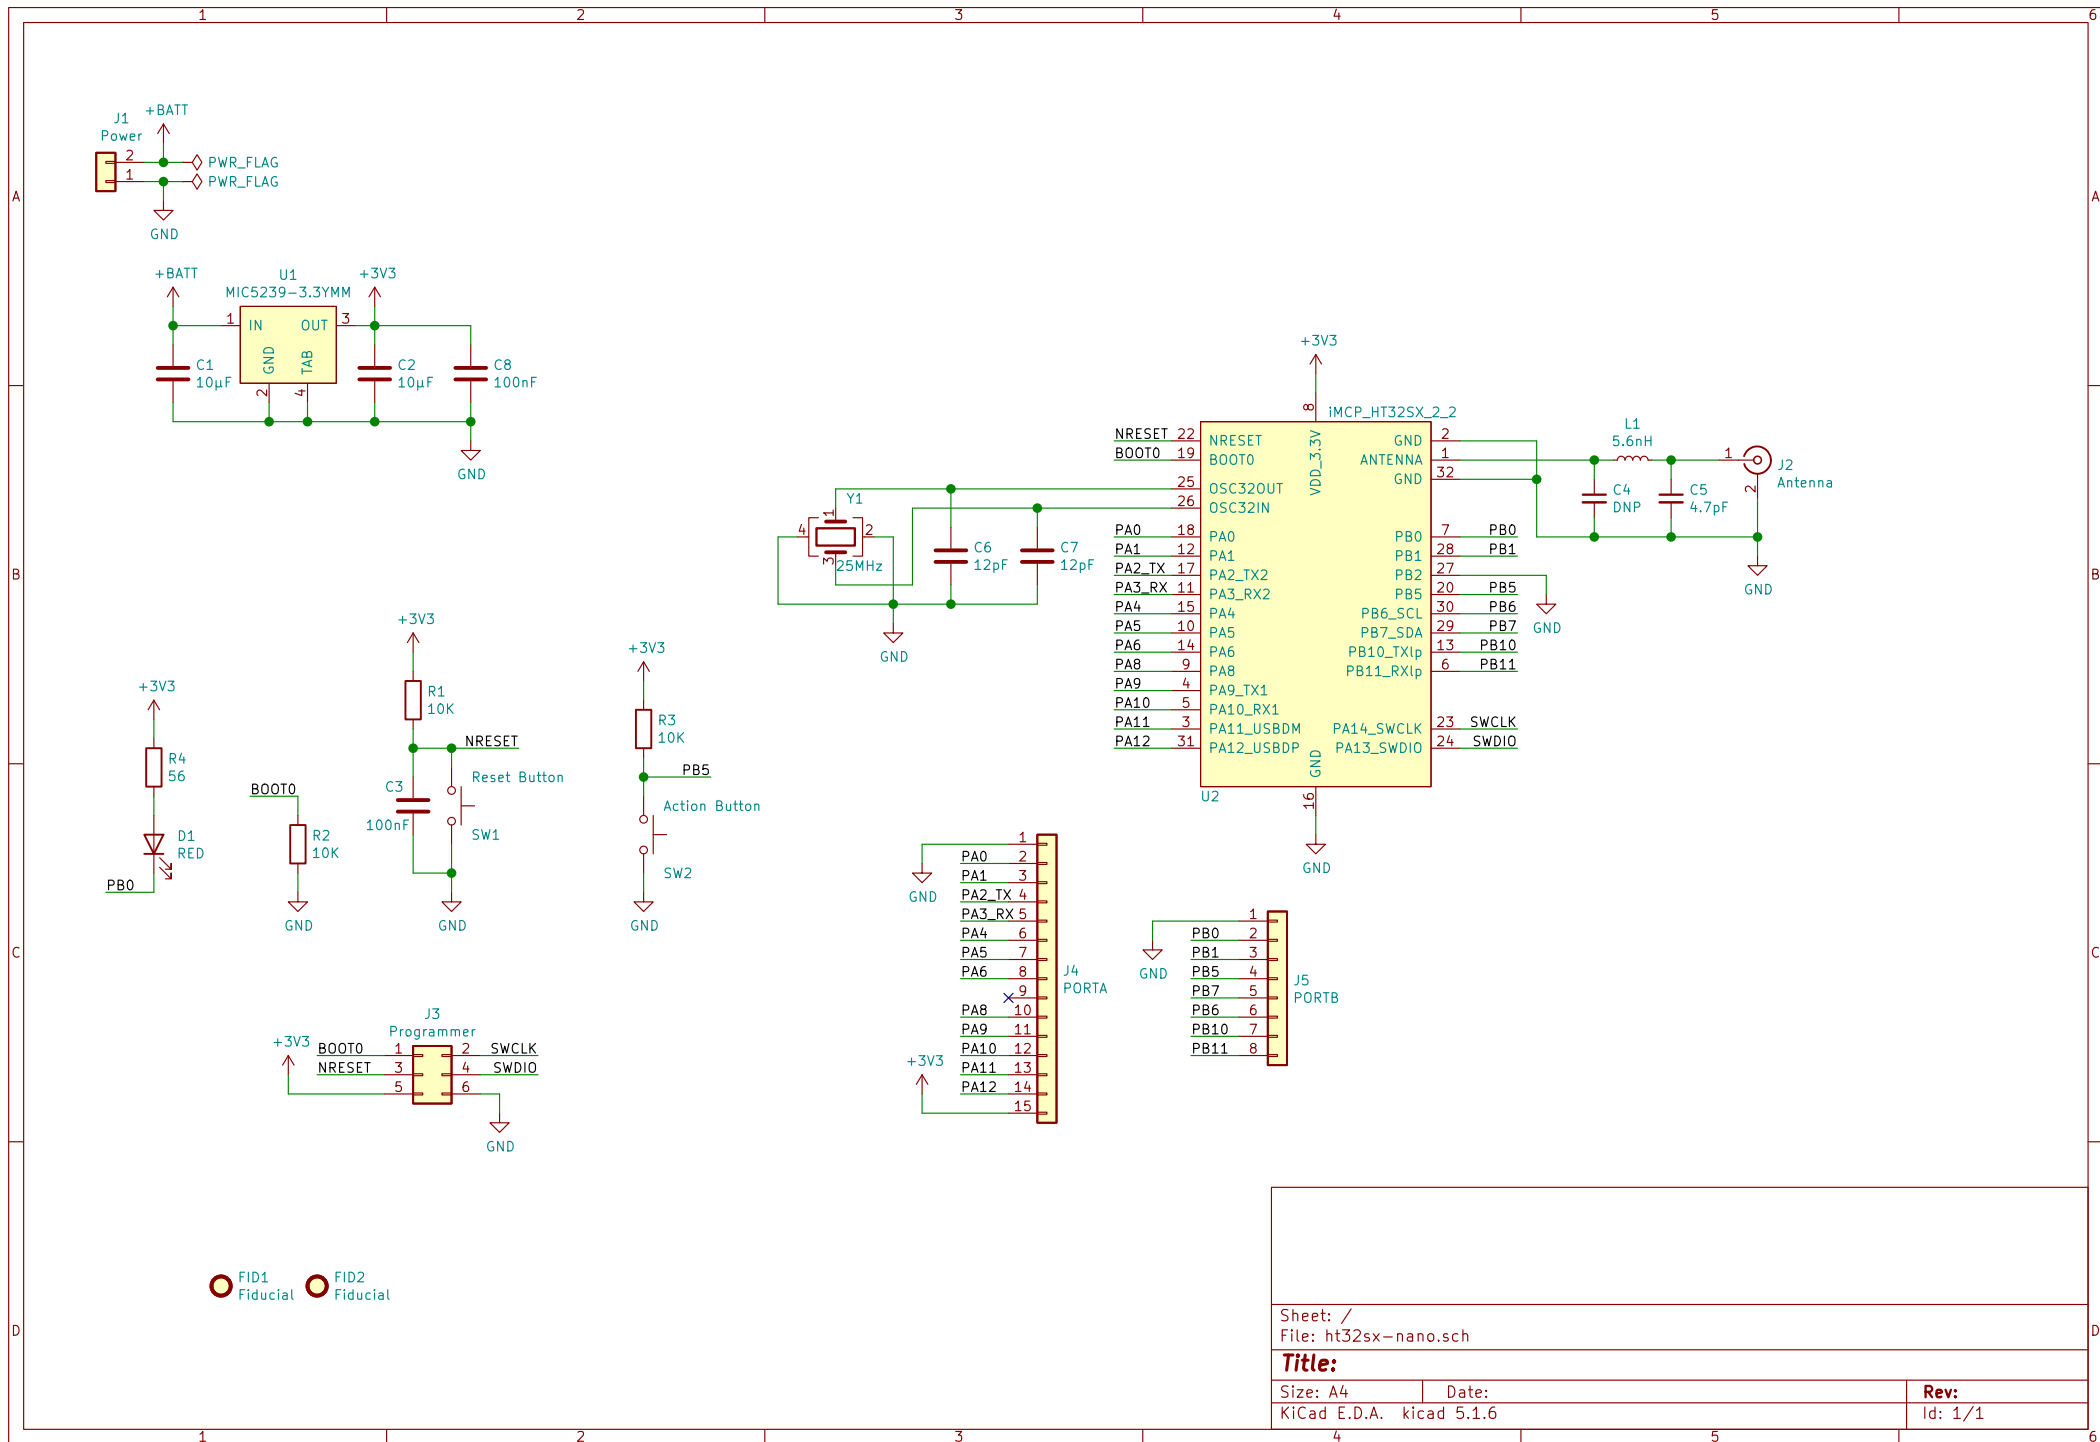 1 2 3 4 5 6
A A
B B
C C
D D
+BATT
J1
Power
2 PWR_FLAG
1 PWR_FLAG
GND
+BATT U1 +3V3
MIC5239-3.3YMM
1 IN OUT 3
GND TAB
2 4
C1
10µF
C2
10µF
C8
100nF
GND
+3V3
8
iMCP_HT32SX_2_2
VDD_3.3V
NRESET 22 NRESET
BOOT0 19 BOOT0
25 OSC32OUT
26 OSC32IN
PA0 18 PA0
PA1 12 PA1
PA2_TX 17 PA2_TX2
PA3_RX 11 PA3_RX2
PA4 15 PA4
PA5 10 PA5
PA6 14 PA6
PA8 9 PA8
PA9 4 PA9_TX1
PA10 5 PA10_RX1
PA11 3 PA11_USBDM
PA12 31 PA12_USBDP
GND 2
ANTENNA 1
GND 32
PB0 7 PB0
PB1 28 PB1
PB2 27
PB5 20 PB5
PB6_SCL 30 PB6
PB7_SDA 29 PB7
PB10_TXlp 13 PB10
PB11_RXlp 6 PB11
PA14_SWCLK 23 SWCLK
PA13_SWDIO 24 SWDIO
GND
16
U2
GND
GND
L1
5.6nH
C4
DNP
C5
4.7pF
1
2
J2
Antenna
GND
Y1
1
4 2
3
25MHz
C6
12pF
C7
12pF
GND
+3V3
R4
56
D1
RED
PB0
BOOT0
R2
10K
GND
+3V3
R1
10K
NRESET
Reset Button
C3
100nF
SW1
GND
+3V3
R3
10K
PB5
Action Button
SW2
GND
J3
Programmer
+3V3
BOOT0 1 2 SWCLK
NRESET 3 4 SWDIO
5 6
GND
1
GND
PA0 2
PA1 3
PA2_TX 4
PA3_RX 5
PA4 6
PA5 7
PA6 8
9
PA8 10
PA9 11
PA10 12
PA11 13
PA12 14
15
+3V3
J4
PORTA
1
GND
PB0 2
PB1 3
PB5 4
PB7 5
PB6 6
PB10 7
PB11 8
J5
PORTB
FID1
Fiducial
FID2
Fiducial
Sheet: /
File: ht32sx-nano.sch
Title:
Size: A4 Date: Rev:
KiCad E.D.A. kicad 5.1.6 Id: 1/1
1 2 3 4 5 6